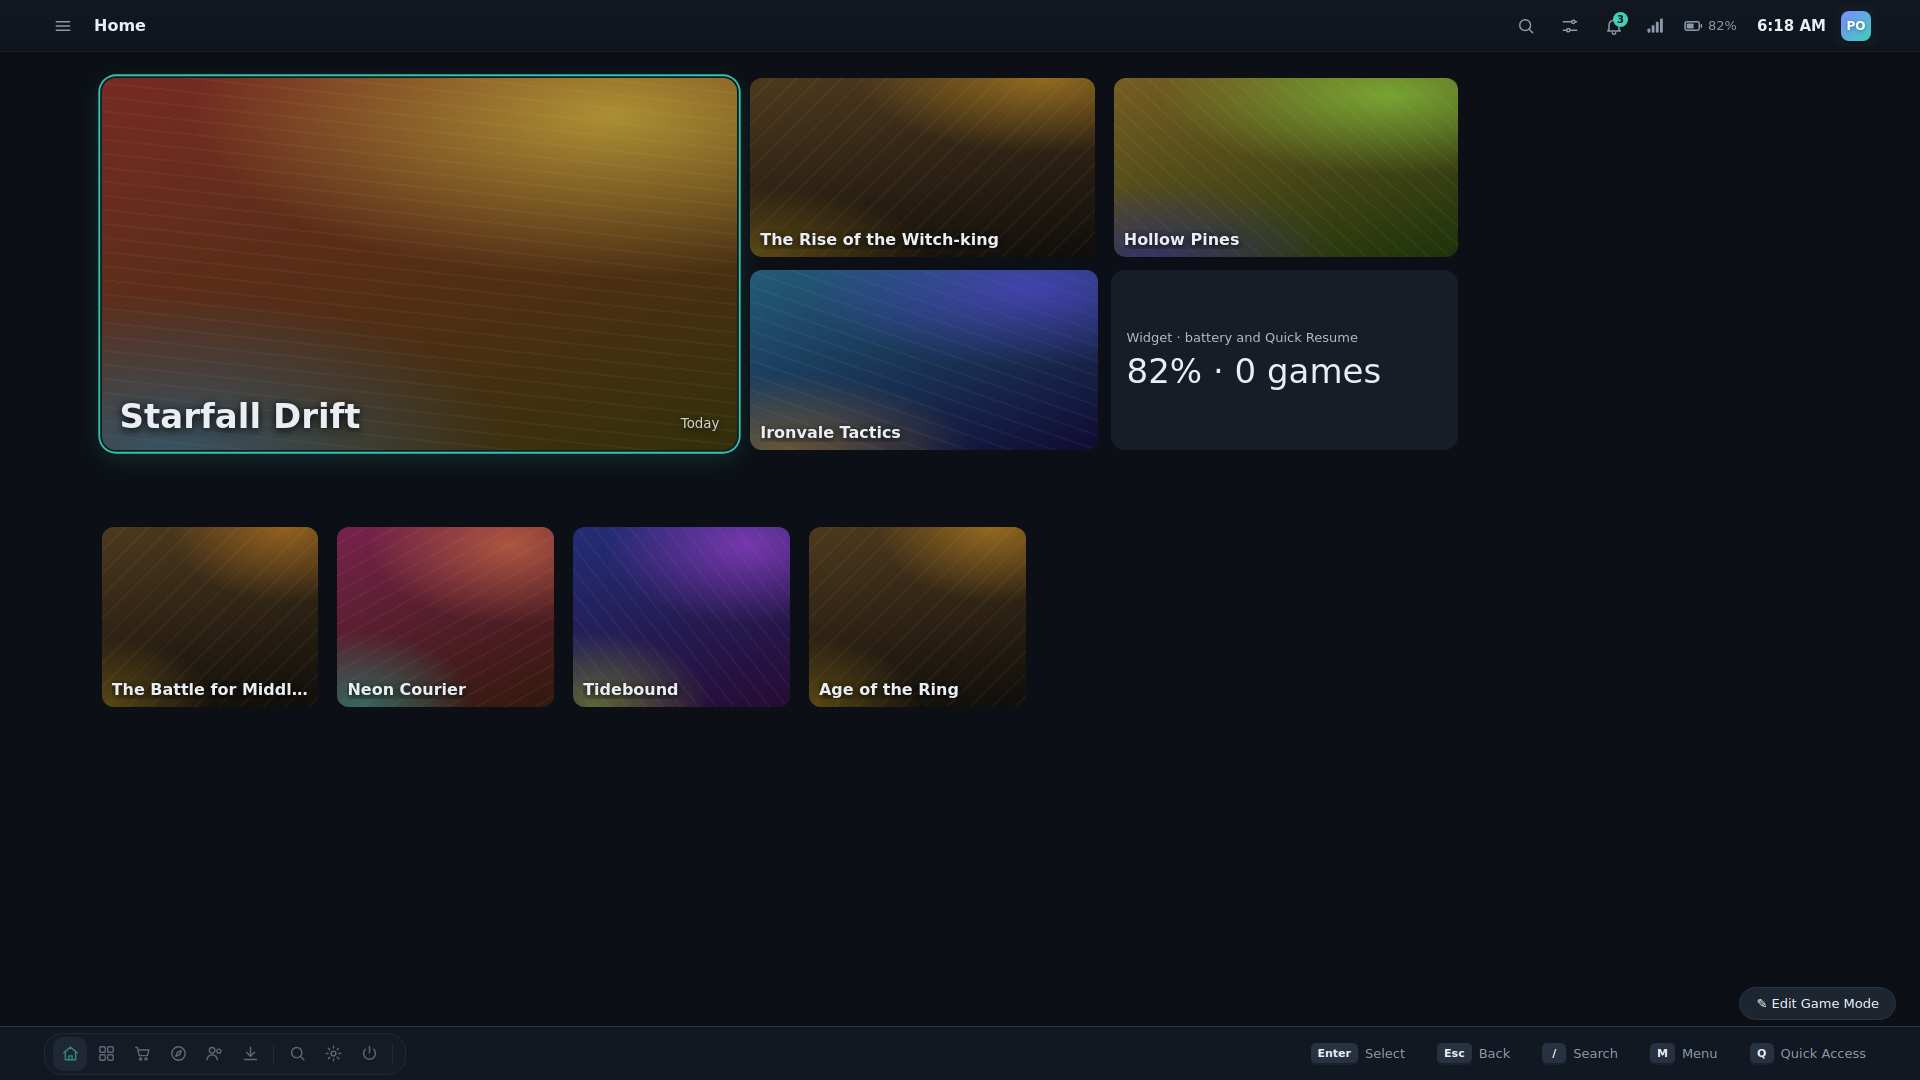 Home
3
82%
6:18 AM
PO
Starfall Drift
Today
The Rise of the Witch-king
Hollow Pines
Ironvale Tactics
Widget · battery and Quick Resume
82% · 0 games
The Battle for Middl...
Neon Courier
Tidebound
Age of the Ring
✎ Edit Game Mode
Enter Select
Esc Back
/ Search
M Menu
Q Quick Access